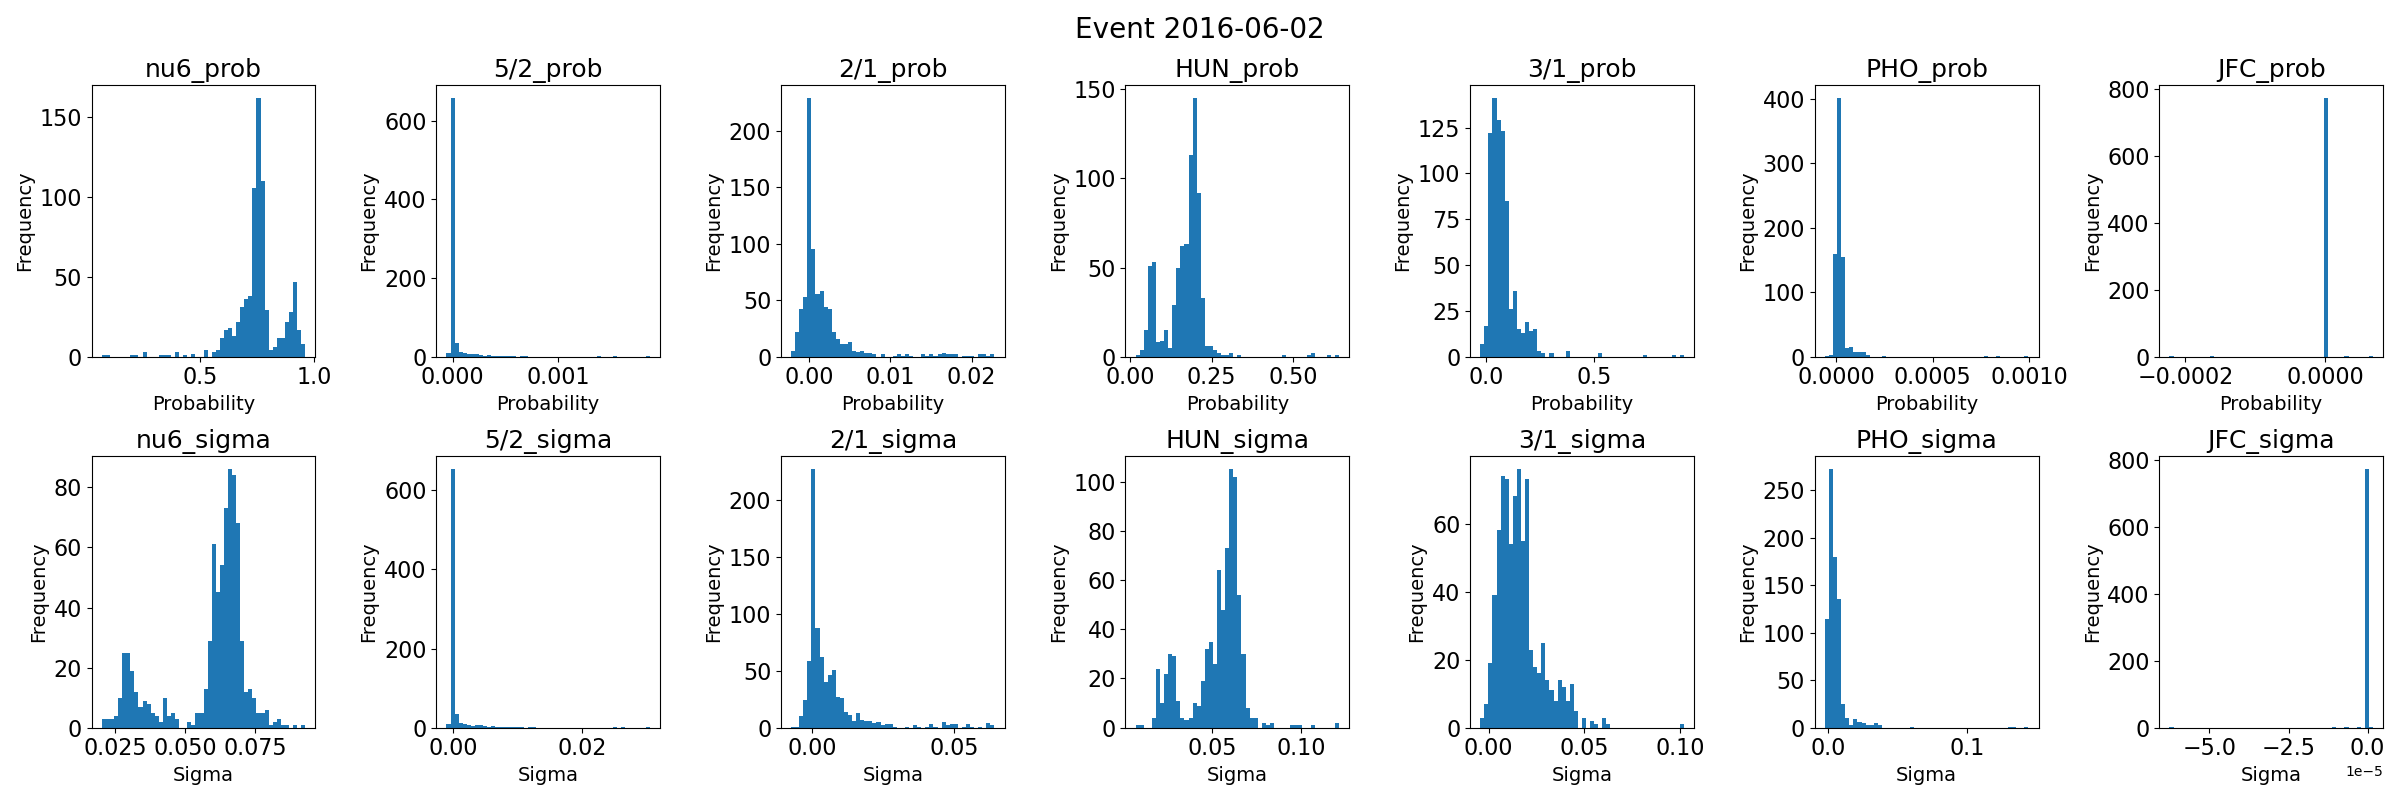 Event 2016-06-02
nu6_prob
5/2_prob
2/1_prob
HUN_prob
3/1_prob
PHO_prob
JFC_prob
Frequency
150
100
50
0
0.5
1.0
Probability
Frequency
600
400
200
0
0.000
0.001
Probability
Frequency
200
150
100
50
0
0.00
0.01
0.02
Probability
Frequency
150
100
50
0
0.00
0.25
0.50
Probability
Frequency
125
100
75
50
25
0
0.0
0.5
Probability
Frequency
400
300
200
100
0
0.0000
0.0005
0.0010
Probability
Frequency
800
600
400
200
0
−0.0002
0.0000
Probability
nu6_sigma
5/2_sigma
2/1_sigma
HUN_sigma
3/1_sigma
PHO_sigma
JFC_sigma
Frequency
80
60
40
20
0
0.025
0.050
0.075
Sigma
Frequency
600
400
200
0
0.00
0.02
Sigma
Frequency
200
150
100
50
0
0.00
0.05
Sigma
Frequency
100
80
60
40
20
0
0.05
0.10
Sigma
Frequency
60
40
20
0
0.00
0.05
0.10
Sigma
Frequency
250
200
150
100
50
0
0.0
0.1
Sigma
Frequency
800
600
400
200
0
−5.0
−2.5
0.0
Sigma
1e−5